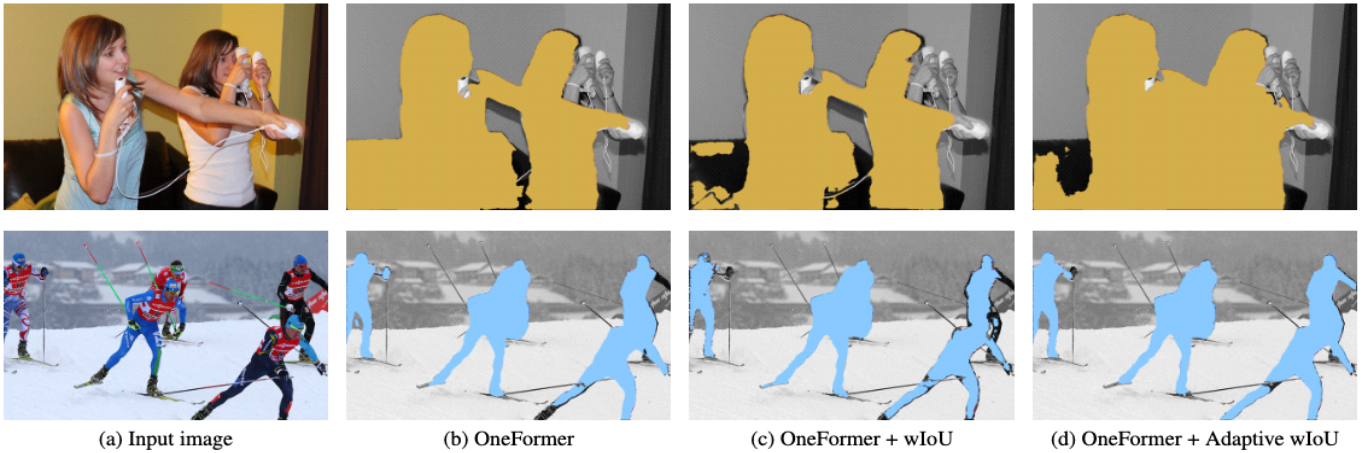 (a) Input image
(b) OneFormer
(c) OneFormer + wIoU
(d) OneFormer + Adaptive wIoU